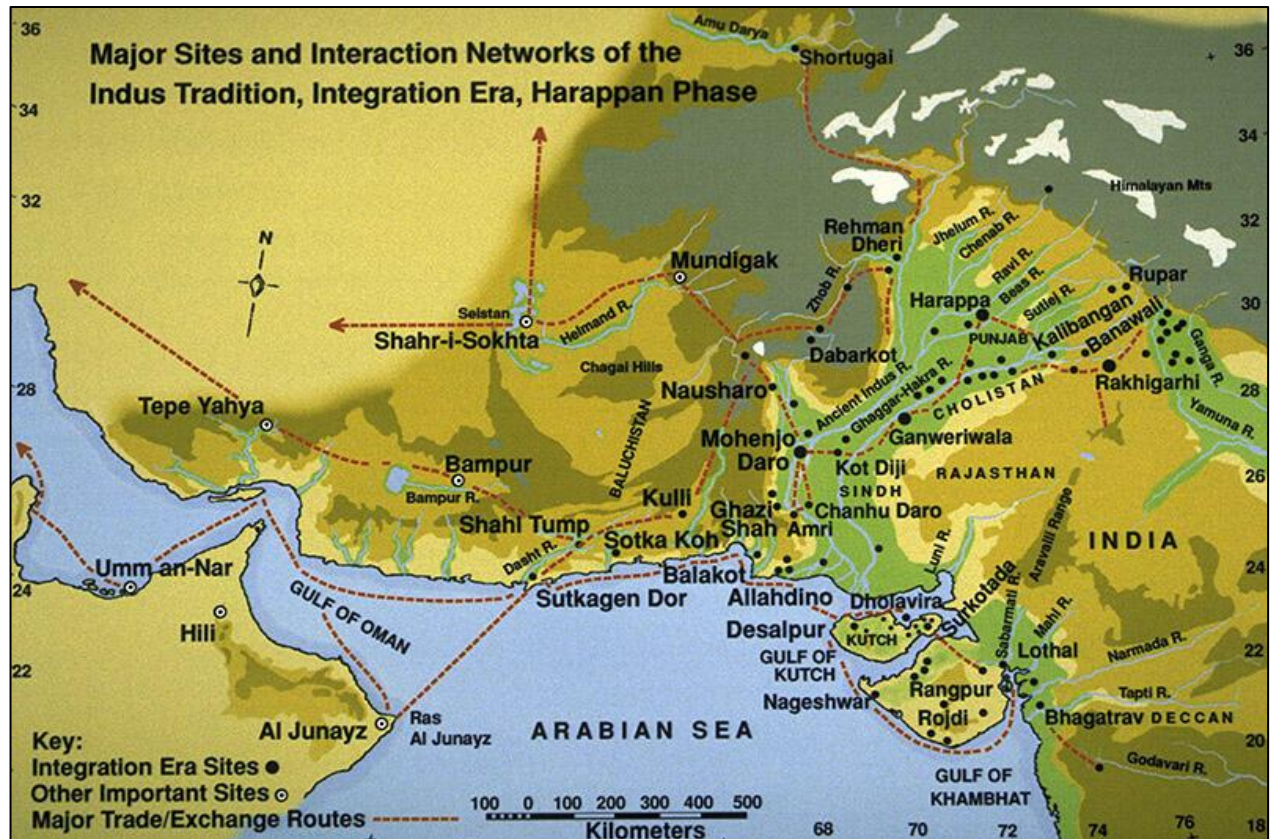 Major Sites and Interaction Networks of the
Indus Tradition, Integration Era, Harappan Phase
Amu Darya
Shortugai
36
36
34
34
32
32
30
28
28
24
24
22
22
20
18
68
70
72
74
76
N
Himalayan Mts
Rehman
Dheri
Jhelum R.
Chenab R.
Ravi R.
Beas R.
Sutlej R.
Rupar
Mundigak
Zhob R.
Harappa
PUNJAB
Kalibangan
Banawali
Ganga R.
Seistan
Helmand R.
Shahr-i-Sokhta
Chagai Hills
Dabarkot
Nausharo
Ancient Indus R.
Ghaggar-Hakra R.
CHOLISTAN
Rakhigarhi
Yamuna R.
Tepe Yahya
BALUCHISTAN
Mohenjo
Daro
Ganweriwala
Kot Diji
RAJASTHAN
Bampur
Bampur R.
SINDH
Kulli
Ghazi
Shah
Amri
Chanhu Daro
Shahi Tump
Sotka Koh
Dasht R.
Luni R.
Aravalli Range
INDIA
Umm an-Nar
Balakot
Sutkagen Dor
Allahdino
Dholavira
Surkotada
Sabarmati R.
Mahi R.
GULF OF OMAN
Hili
Desalpur
KUTCH
Lothal
Narmada R.
GULF OF
KUTCH
Nageshwar
Rangpur
Rojdi
Tapti R.
Bhagatrav
DECCAN
Al Junayz
Ras
Al Junayz
ARABIAN SEA
Godavari R.
GULF OF
KHAMBHAT
Key:
Integration Era Sites
Other Important Sites
Major Trade/Exchange Routes
100 0 100 200 300 400 500
Kilometers